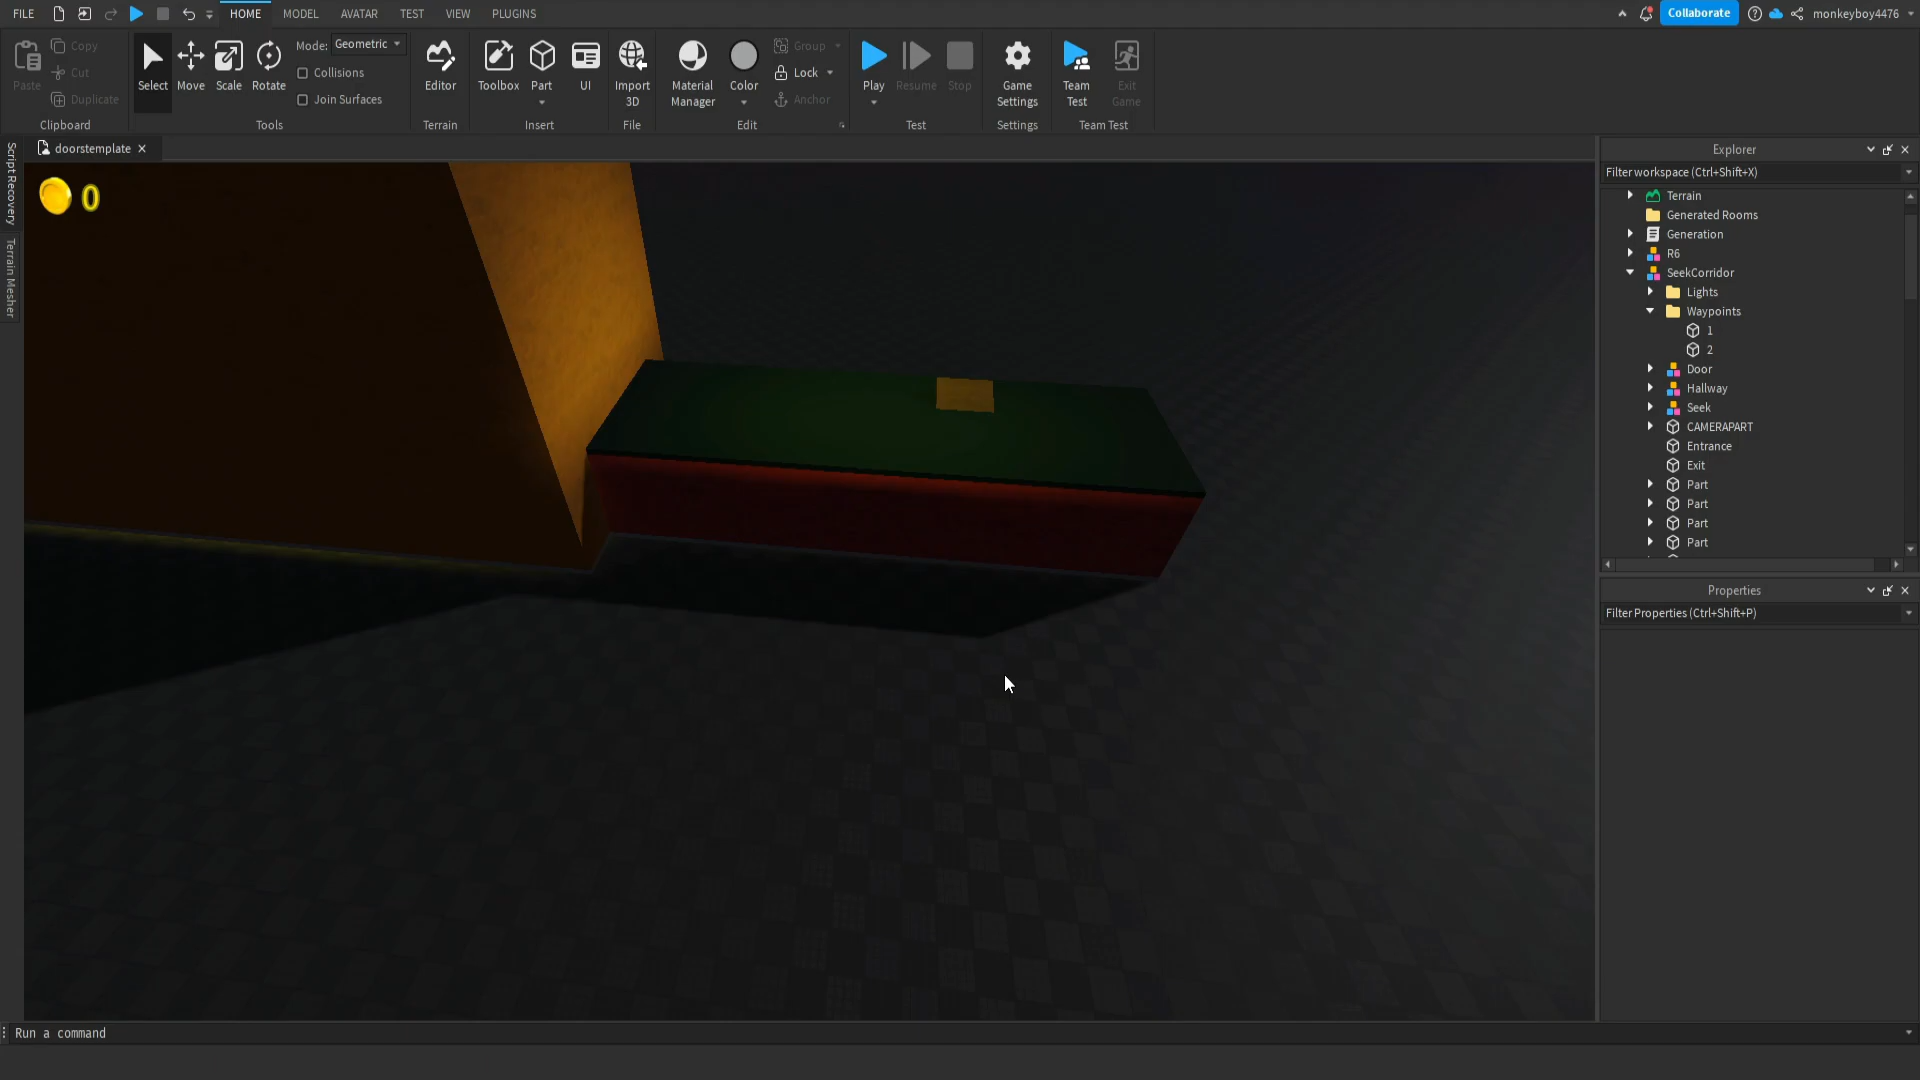 FILE HOME MODEL AVATAR TEST VIEW PLUGINS Collaborate monkeyboy4476
Paste Copy Cut Duplicate Clipboard
Select Move Scale Rotate Mode: Geometric Collisions Join Surfaces Tools
Editor Terrain
Toolbox Part UI Insert
Import 3D File
Material Manager Color Group Lock Anchor Edit
Play Resume Stop Test
Game Settings Settings
Team Test Exit Game Team Test
doorstemplate
Script Recovery
Terrain Mesher
0
Explorer
Filter workspace (Ctrl+Shift+X)
Terrain
Generated Rooms
Generation
R6
SeekCorridor
Lights
Waypoints
1
2
Door
Hallway
Seek
CAMERAPART
Entrance
Exit
Part
Part
Part
Part
Properties
Filter Properties (Ctrl+Shift+P)
Run a command